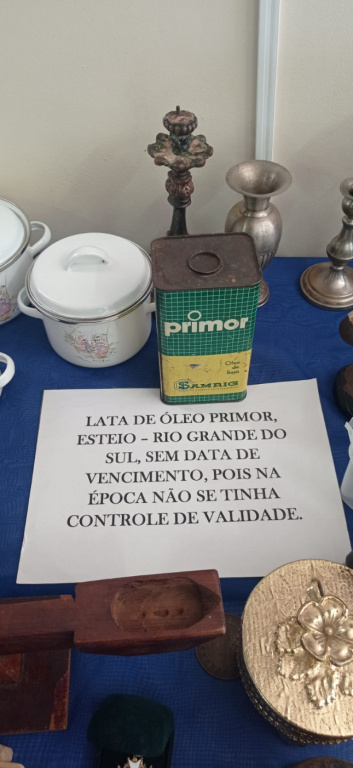 primor
Óleo
de
Soja
SAMRIG
LATA DE ÓLEO PRIMOR,
ESTEIO – RIO GRANDE DO
SUL, SEM DATA DE
VENCIMENTO, POIS NA
ÉPOCA NÃO SE TINHA
CONTROLE DE VALIDADE.